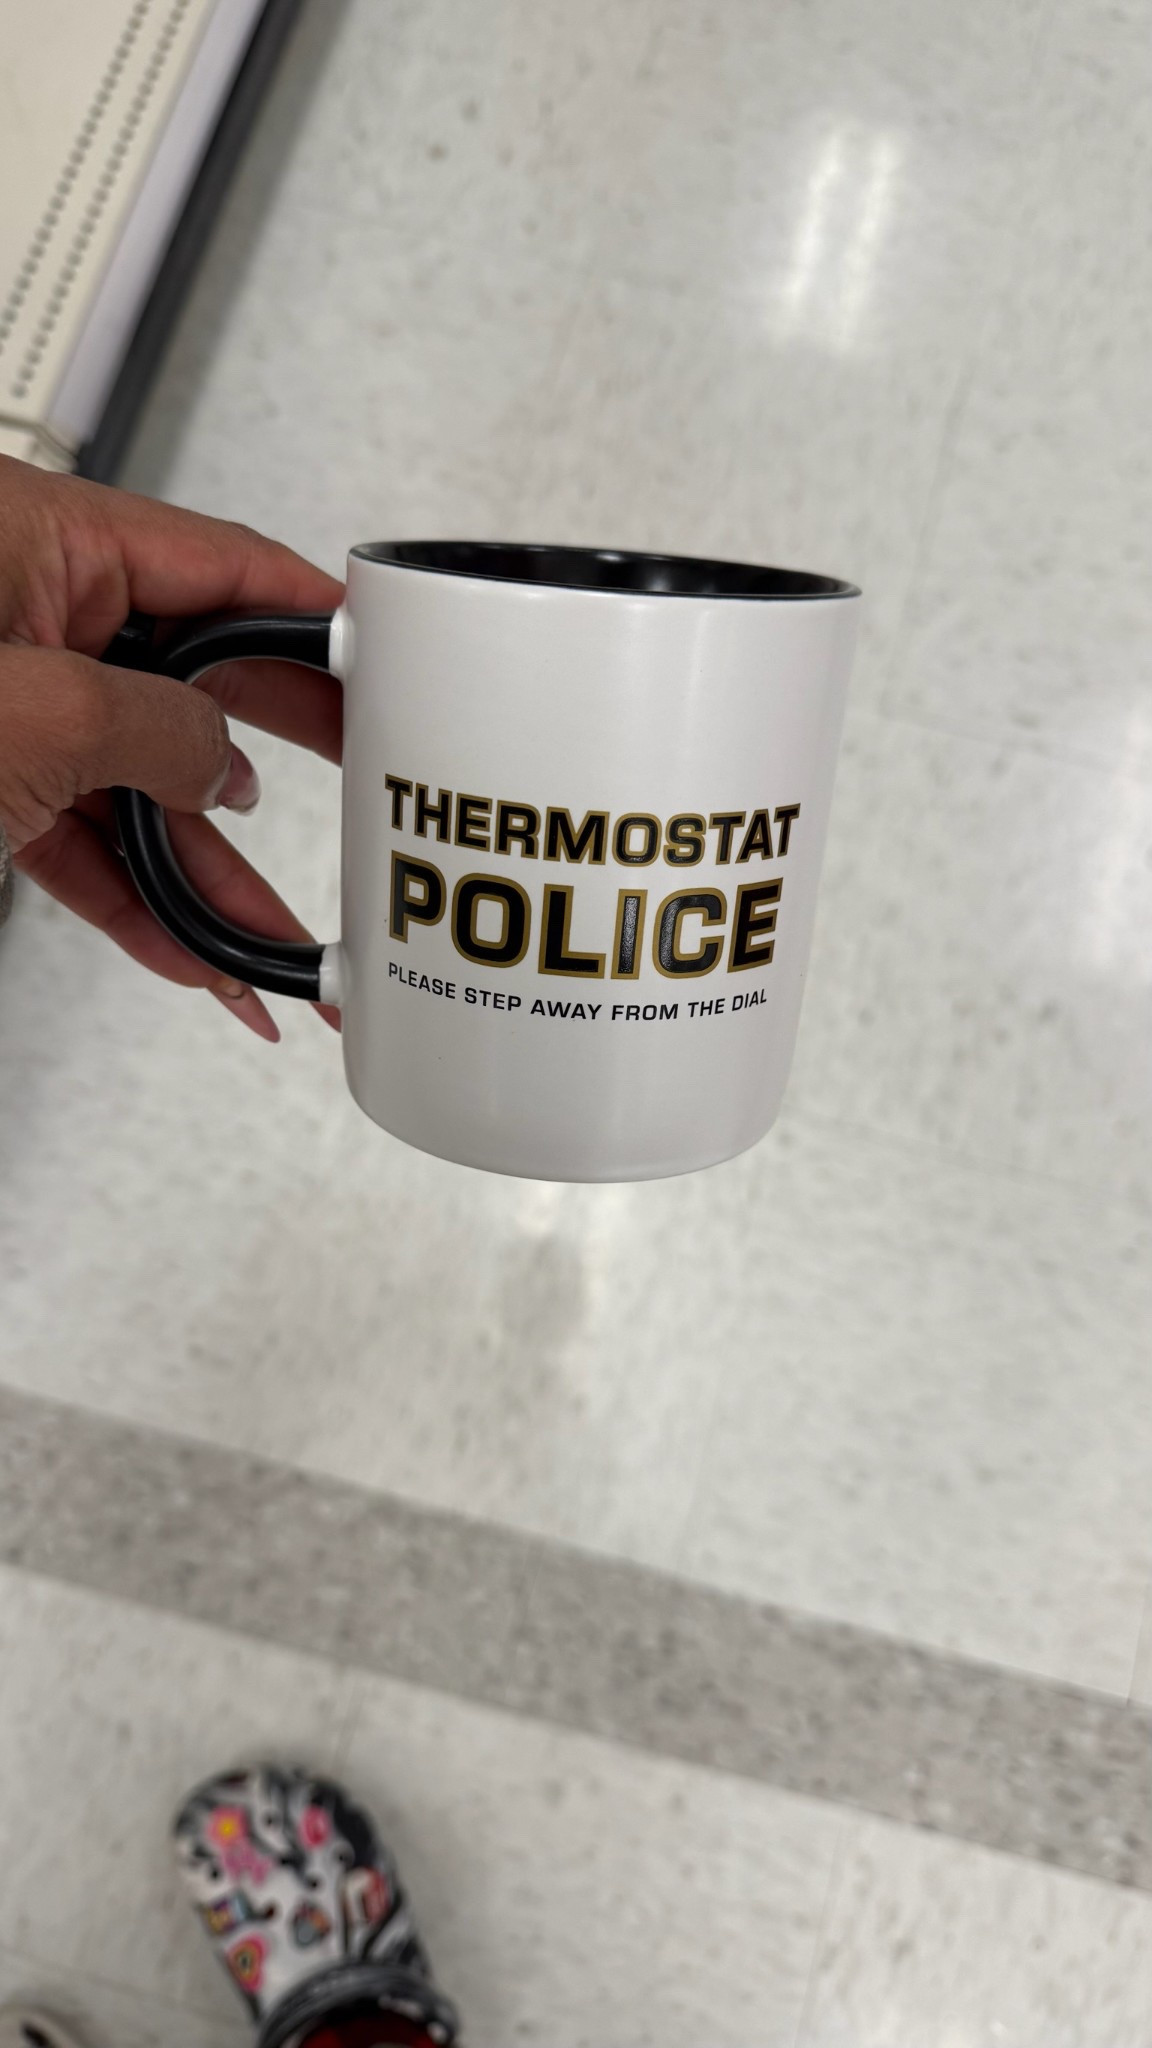 THERMOSTAT
POLICE
PLEASE STEP AWAY FROM THE DIAL